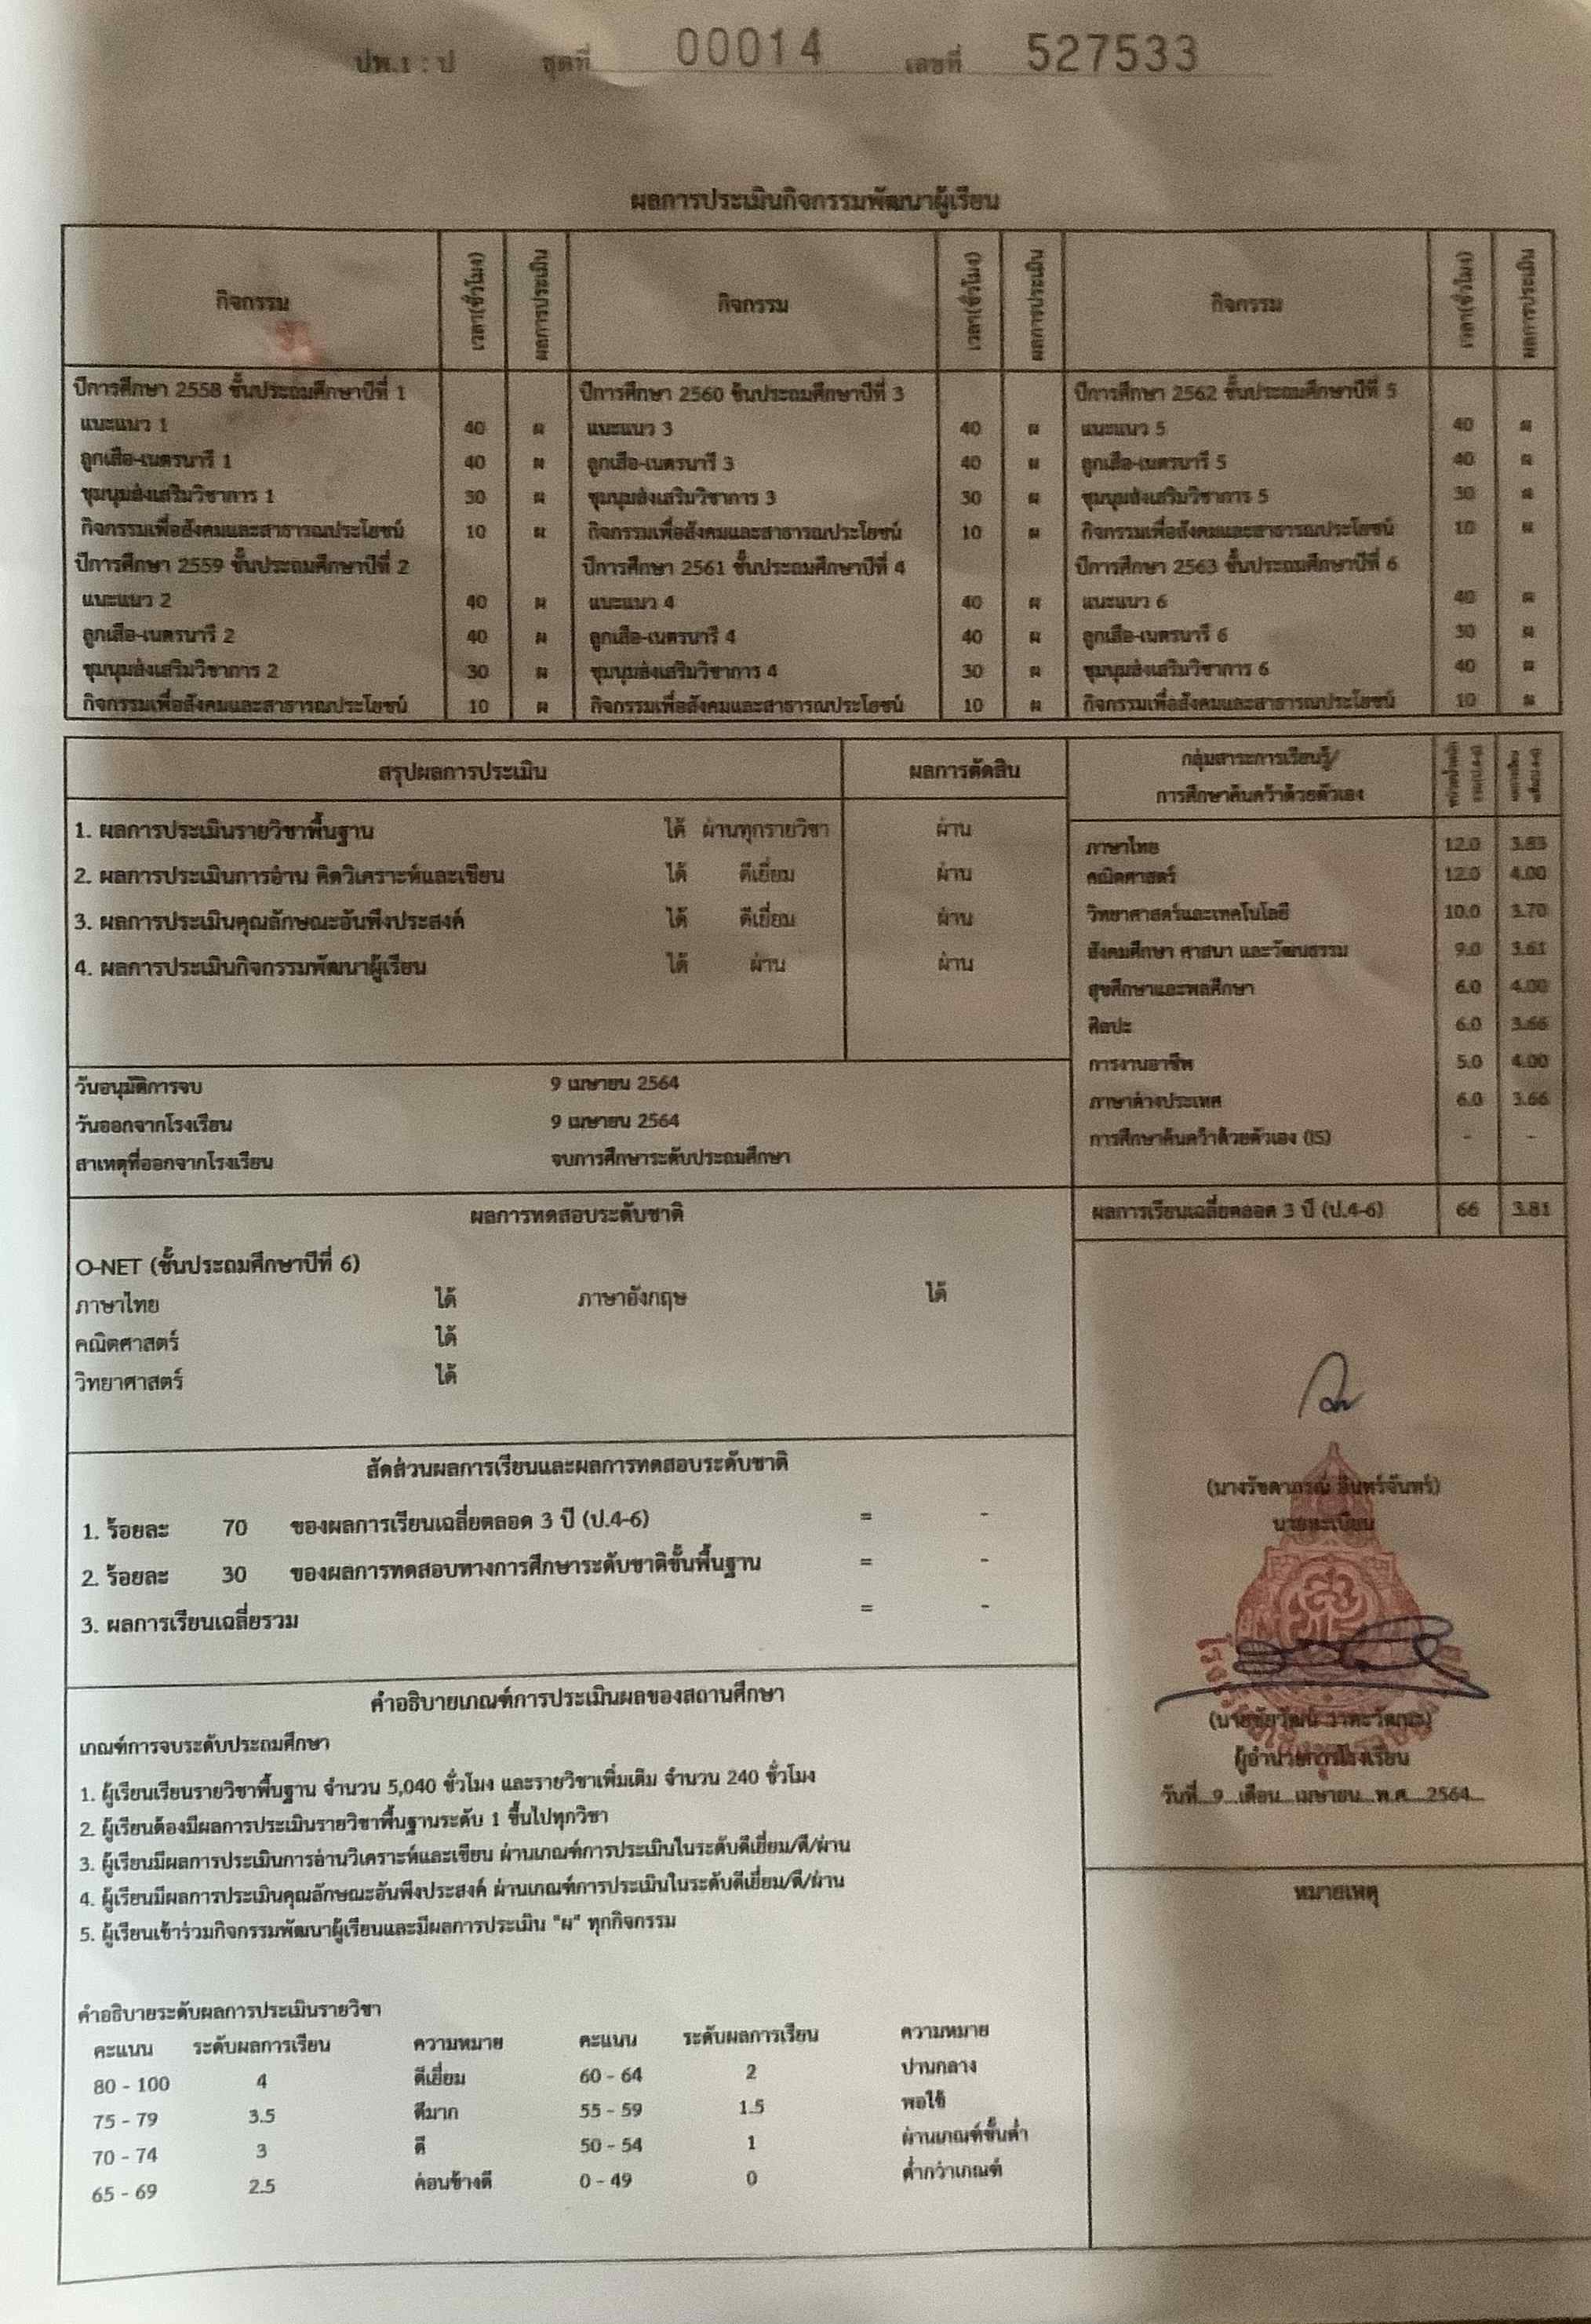 ปพ.1 : ป ชุดที่ 00014 เลขที่ 527533
ผลการประเมินกิจกรรมพัฒนาผู้เรียน
กิจกรรม เวลา(ชั่วโมง) ผลการประเมิน กิจกรรม เวลา(ชั่วโมง) ผลการประเมิน กิจกรรม เวลา(ชั่วโมง) ผลการประเมิน
ปีการศึกษา 2558 ชั้นประถมศึกษาปีที่ 1 ปีการศึกษา 2560 ชั้นประถมศึกษาปีที่ 3 ปีการศึกษา 2562 ชั้นประถมศึกษาปีที่ 5
แนะแนว 1 40 ผ แนะแนว 3 40 ผ แนะแนว 5 40 ผ
ลูกเสือ-เนตรนารี 1 40 ผ ลูกเสือ-เนตรนารี 3 40 ผ ลูกเสือ-เนตรนารี 5 40 ผ
ชุมนุมส่งเสริมวิชาการ 1 30 ผ ชุมนุมส่งเสริมวิชาการ 3 30 ผ ชุมนุมส่งเสริมวิชาการ 5 30 ผ
กิจกรรมเพื่อสังคมและสาธารณประโยชน์ 10 ผ กิจกรรมเพื่อสังคมและสาธารณประโยชน์ 10 ผ กิจกรรมเพื่อสังคมและสาธารณประโยชน์ 10 ผ
ปีการศึกษา 2559 ชั้นประถมศึกษาปีที่ 2 ปีการศึกษา 2561 ชั้นประถมศึกษาปีที่ 4 ปีการศึกษา 2563 ชั้นประถมศึกษาปีที่ 6
แนะแนว 2 40 ผ แนะแนว 4 40 ผ แนะแนว 6 40 ผ
ลูกเสือ-เนตรนารี 2 40 ผ ลูกเสือ-เนตรนารี 4 40 ผ ลูกเสือ-เนตรนารี 6 30 ผ
ชุมนุมส่งเสริมวิชาการ 2 30 ผ ชุมนุมส่งเสริมวิชาการ 4 30 ผ ชุมนุมส่งเสริมวิชาการ 6 40 ผ
กิจกรรมเพื่อสังคมและสาธารณประโยชน์ 10 ผ กิจกรรมเพื่อสังคมและสาธารณประโยชน์ 10 ผ กิจกรรมเพื่อสังคมและสาธารณประโยชน์ 10 ผ
สรุปผลการประเมิน ผลการตัดสิน
1. ผลการประเมินรายวิชาพื้นฐาน ได้ ผ่านทุกรายวิชา ผ่าน
2. ผลการประเมินการอ่าน คิดวิเคราะห์และเขียน ได้ ดีเยี่ยม ผ่าน
3. ผลการประเมินคุณลักษณะอันพึงประสงค์ ได้ ดีเยี่ยม ผ่าน
4. ผลการประเมินกิจกรรมพัฒนาผู้เรียน ได้ ผ่าน ผ่าน
วันอนุมัติการจบ 9 เมษายน 2564
วันออกจากโรงเรียน 9 เมษายน 2564
สาเหตุที่ออกจากโรงเรียน จบการศึกษาระดับประถมศึกษา
ผลการทดสอบระดับชาติ
O-NET (ชั้นประถมศึกษาปีที่ 6)
ภาษาไทย ได้ ภาษาอังกฤษ ได้
คณิตศาสตร์ ได้
วิทยาศาสตร์ ได้
สัดส่วนผลการเรียนและผลการทดสอบระดับชาติ
1. ร้อยละ 70 ของผลการเรียนเฉลี่ยตลอด 3 ปี (ป.4-6) = -
2. ร้อยละ 30 ของผลการทดสอบทางการศึกษาระดับชาติขั้นพื้นฐาน = -
3. ผลการเรียนเฉลี่ยรวม = -
คำอธิบายเกณฑ์การประเมินผลของสถานศึกษา
เกณฑ์การจบระดับประถมศึกษา
1. ผู้เรียนเรียนรายวิชาพื้นฐาน จำนวน 5,040 ชั่วโมง และรายวิชาเพิ่มเติม จำนวน 240 ชั่วโมง
2. ผู้เรียนต้องมีผลการประเมินรายวิชาพื้นฐานระดับ 1 ขึ้นไปทุกวิชา
3. ผู้เรียนมีผลการประเมินการอ่านวิเคราะห์และเขียน ผ่านเกณฑ์การประเมินในระดับดีเยี่ยม/ดี/ผ่าน
4. ผู้เรียนมีผลการประเมินคุณลักษณะอันพึงประสงค์ ผ่านเกณฑ์การประเมินในระดับดีเยี่ยม/ดี/ผ่าน
5. ผู้เรียนเข้าร่วมกิจกรรมพัฒนาผู้เรียนและมีผลการประเมิน "ผ" ทุกกิจกรรม
คำอธิบายระดับผลการประเมินรายวิชา
คะแนน ระดับผลการเรียน ความหมาย คะแนน ระดับผลการเรียน ความหมาย
80 - 100 4 ดีเยี่ยม 60 - 64 2 ปานกลาง
75 - 79 3.5 ดีมาก 55 - 59 1.5 พอใช้
70 - 74 3 ดี 50 - 54 1 ผ่านเกณฑ์ขั้นต่ำ
65 - 69 2.5 ค่อนข้างดี 0 - 49 0 ต่ำกว่าเกณฑ์
กลุ่มสาระการเรียนรู้/
การศึกษาค้นคว้าด้วยตัวเอง
ภาษาไทย 12.0 3.83
คณิตศาสตร์ 12.0 4.00
วิทยาศาสตร์และเทคโนโลยี 10.0 3.70
สังคมศึกษา ศาสนา และวัฒนธรรม 9.0 3.61
สุขศึกษาและพลศึกษา 6.0 4.00
ศิลปะ 6.0 3.66
การงานอาชีพ 5.0 4.00
ภาษาต่างประเทศ 6.0 3.66
การศึกษาค้นคว้าด้วยตัวเอง (IS) - -
ผลการเรียนเฉลี่ยตลอด 3 ปี (ป.4-6) 66 3.81
(นางรัชดาภรณ์ อินทร์จันทร์)
นายทะเบียน
(นายชัยวัฒน์
ผู้อำนวยการโรงเรียน
วันที่ 9 เดือน เมษายน พ.ศ. 2564
หมายเหตุ